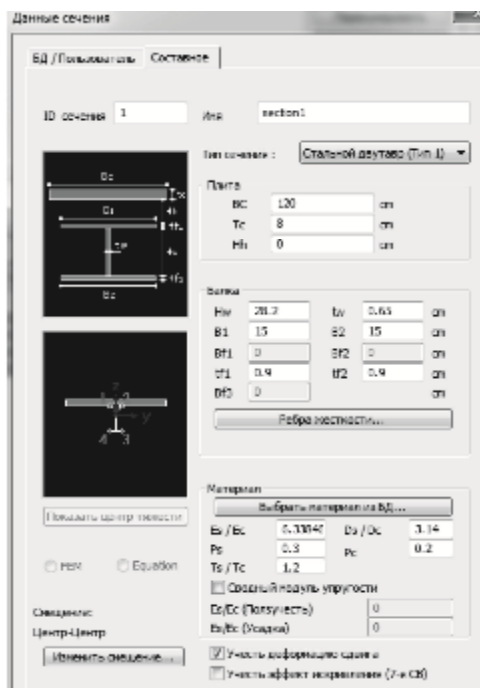 Данные сечения
БД / Пользователь Составное
ID сечения 1 Имя section1
Тип сечения : Стальной двутавр (Тип 1)
Плита
BC 120 cm
Tc 8 cm
Hh 0 cm
Балка
Hw 28.2 tw 0.65 cm
B1 15 B2 15 cm
Bf1 0 Bf2 0 cm
tf1 0.9 tf2 0.9 cm
Bf3 0 cm
Ребра жесткости...
Показать центр тяжести
FEM Equation
Смещение:
Центр-Центр
Изменить смещение...
Материал
Выбрать материал из БД...
Es / Ec Ds / Dc 3.14
Ps 0.3 Pc 0.2
Ts / Tc 1.2
Сводный модуль упругости
Es/Ec (Ползучесть) 0
Es/Ec (Усадка) 0
Учесть деформацию сдвига
Учесть эффект искривления (7-я СВ)